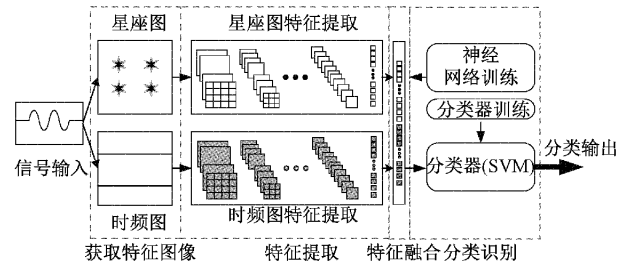 星座图
星座图特征提取
神经
网络训练
分类器训练
信号输入
分类器(SVM)
分类输出
时频图
时频图特征提取
获取特征图像
特征提取
特征融合
分类识别